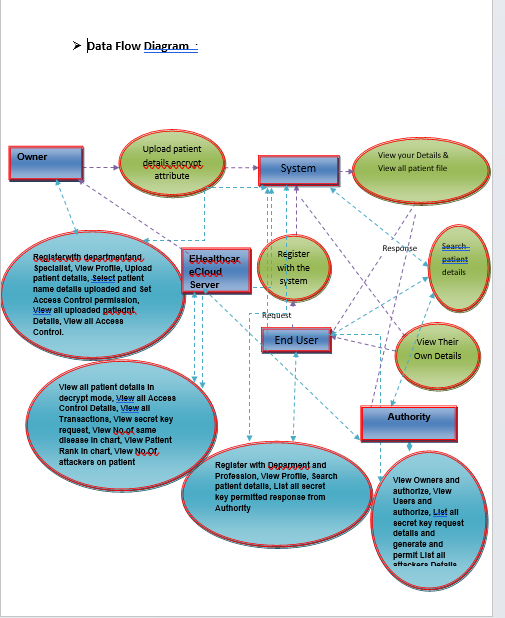 ➤ Data Flow Diagram :
Owner
Upload patient
details encrypt
attribute
System
View your Details &
View all patient file
Response
Search
patient
details
EHealthcar
eCloud
Server
Register
with the
system
Registerwith departmentand
Specialist, View Profile, Upload
patient details, Select patient
name details uploaded and Set
Access Control permission,
View all uploaded
Details, View all Access
Control.
Request
End User
View Their
Own Details
View all patient details in
decrypt mode, View all Access
Control Details, View all
Transactions, View secret key
request, View No.of same
disease in chart, View Patient
Rank in chart, View No.Of
attackers on patient
Authority
Register with and
Profession, View Profile, Search
patient details, List all secret
key permitted response from
Authority
View Owners and
authorize, View
Users and
authorize, List all
secret key request
details and
generate and
permit List all
attackers Details